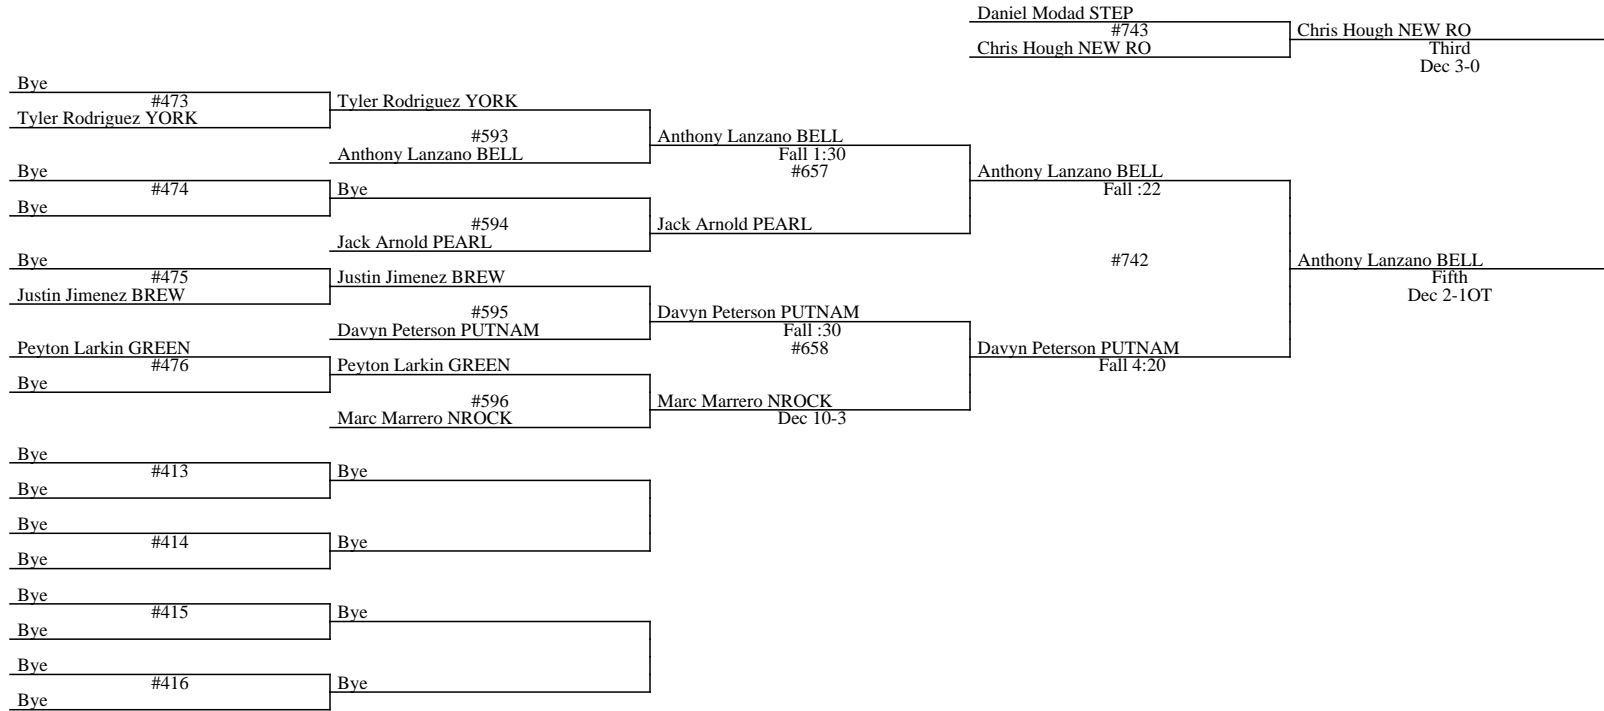 Daniel Modad STEP
#743
Chris Hough NEW RO
Chris Hough NEW RO
Third
Dec 3-0
Bye
#473
Tyler Rodriguez YORK
Tyler Rodriguez YORK
#593
Anthony Lanzano BELL
Anthony Lanzano BELL
Fall 1:30
#657
Bye
#474
Bye
Bye
#594
Jack Arnold PEARL
Jack Arnold PEARL
Anthony Lanzano BELL
Fall :22
#742
Anthony Lanzano BELL
Fifth
Dec 2-1OT
Bye
#475
Justin Jimenez BREW
Justin Jimenez BREW
#595
Davyn Peterson PUTNAM
Davyn Peterson PUTNAM
Fall :30
#658
Davyn Peterson PUTNAM
Fall 4:20
Peyton Larkin GREEN
#476
Bye
Peyton Larkin GREEN
#596
Marc Marrero NROCK
Marc Marrero NROCK
Dec 10-3
Bye
#413
Bye
Bye
Bye
#414
Bye
Bye
Bye
#415
Bye
Bye
Bye
#416
Bye
Bye